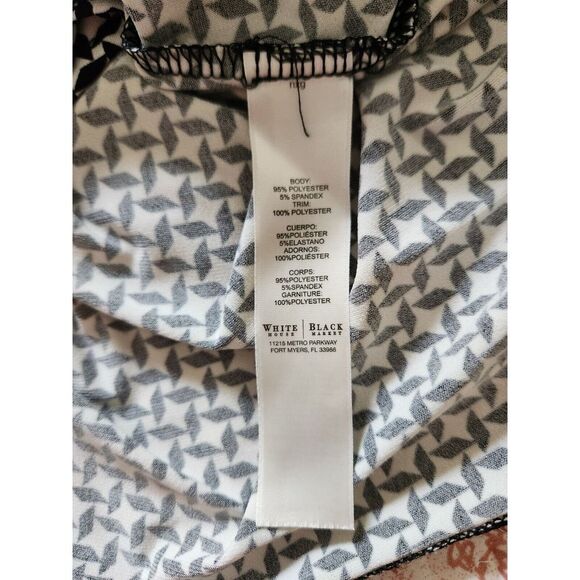 BODY:
95% POLYESTER
5% SPANDEX
TRIM:
100% POLYESTER
CUERPO:
95%POLIÉSTER
5%ELASTANO
ADORNOS:
100%POLIÉSTER
CORPS:
95%POLYESTER
5%SPANDEX
GARNITURE:
100%POLYESTER
WHITE HOUSE | BLACK MARKET
11215 METRO PARKWAY
FORT MYERS, FL 33966